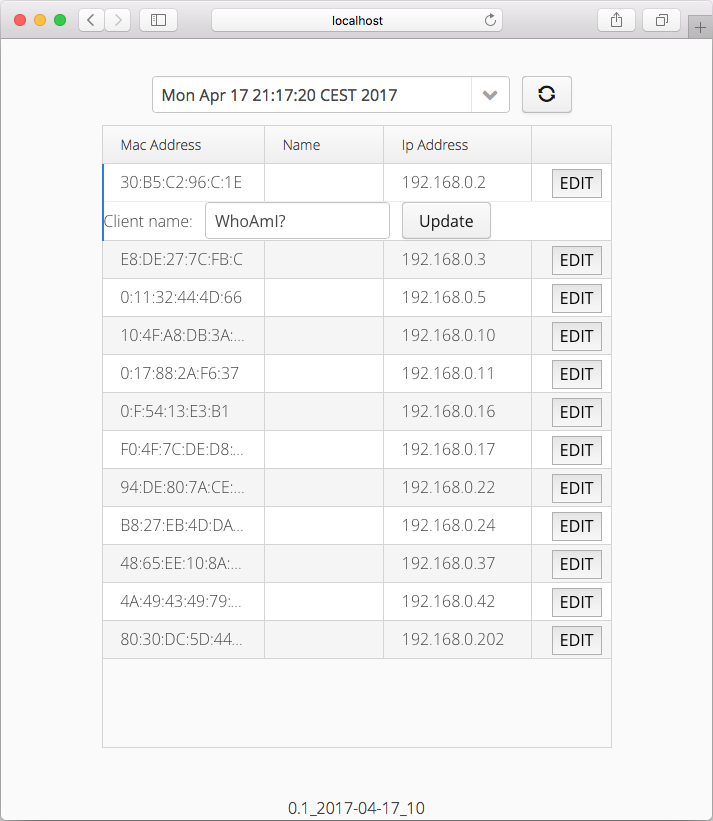 localhost
Mon Apr 17 21:17:20 CEST 2017
Mac Address Name Ip Address
30:B5:C2:96:C:1E 192.168.0.2 EDIT
Client name: WhoAmI? Update
E8:DE:27:7C:FB:C 192.168.0.3 EDIT
0:11:32:44:4D:66 192.168.0.5 EDIT
10:4F:A8:DB:3A:... 192.168.0.10 EDIT
0:17:88:2A:F6:37 192.168.0.11 EDIT
0:F:54:13:E3:B1 192.168.0.16 EDIT
F0:4F:7C:DE:D8:... 192.168.0.17 EDIT
94:DE:80:7A:CE:... 192.168.0.22 EDIT
B8:27:EB:4D:DA... 192.168.0.24 EDIT
48:65:EE:10:8A:... 192.168.0.37 EDIT
4A:49:43:49:79:... 192.168.0.42 EDIT
80:30:DC:5D:44... 192.168.0.202 EDIT
0.1_2017-04-17_10